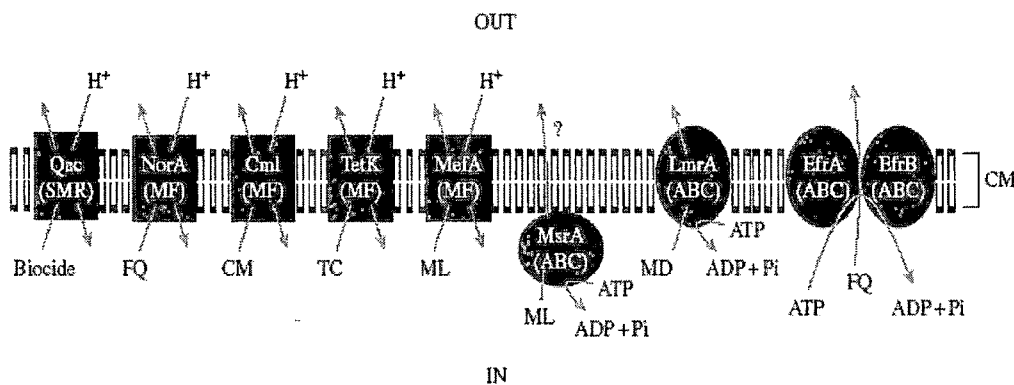 OUT
H+ H+ H+ H+ H+
?
Qac NorA Cml TetK MefA LmrA EfrA EfrB
(SMR) (MF) (MF) (MF) (MF) (ABC) (ABC) (ABC) CM
MsrA
(ABC)
ATP
Biocide FQ CM TC ML MD ADP+Pi FQ
ATP ATP ADP+Pi
ML ADP+Pi
IN